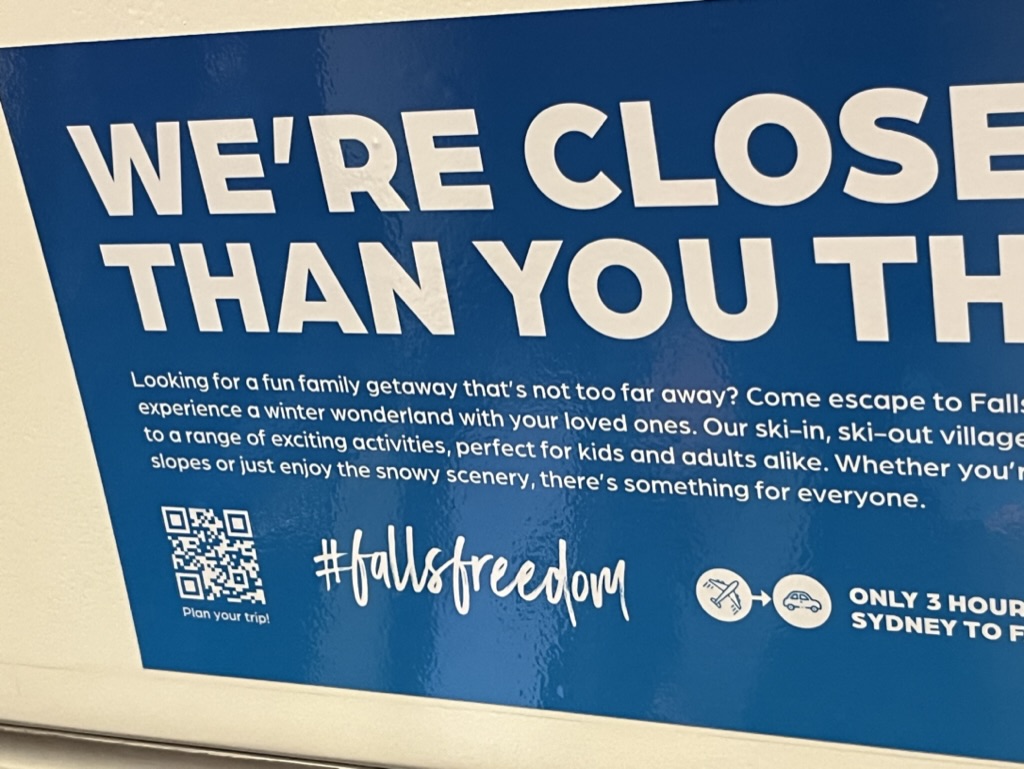 WE'RE CLOSE
THAN YOU TH
Looking for a fun family getaway that's not too far away? Come escape to Falls
experience a winter wonderland with your loved ones. Our ski-in, ski-out village
to a range of exciting activities, perfect for kids and adults alike. Whether you'r
slopes or just enjoy the snowy scenery, there's something for everyone.
Plan your trip!
#fallsfreedom
ONLY 3 HOUR
SYDNEY TO F